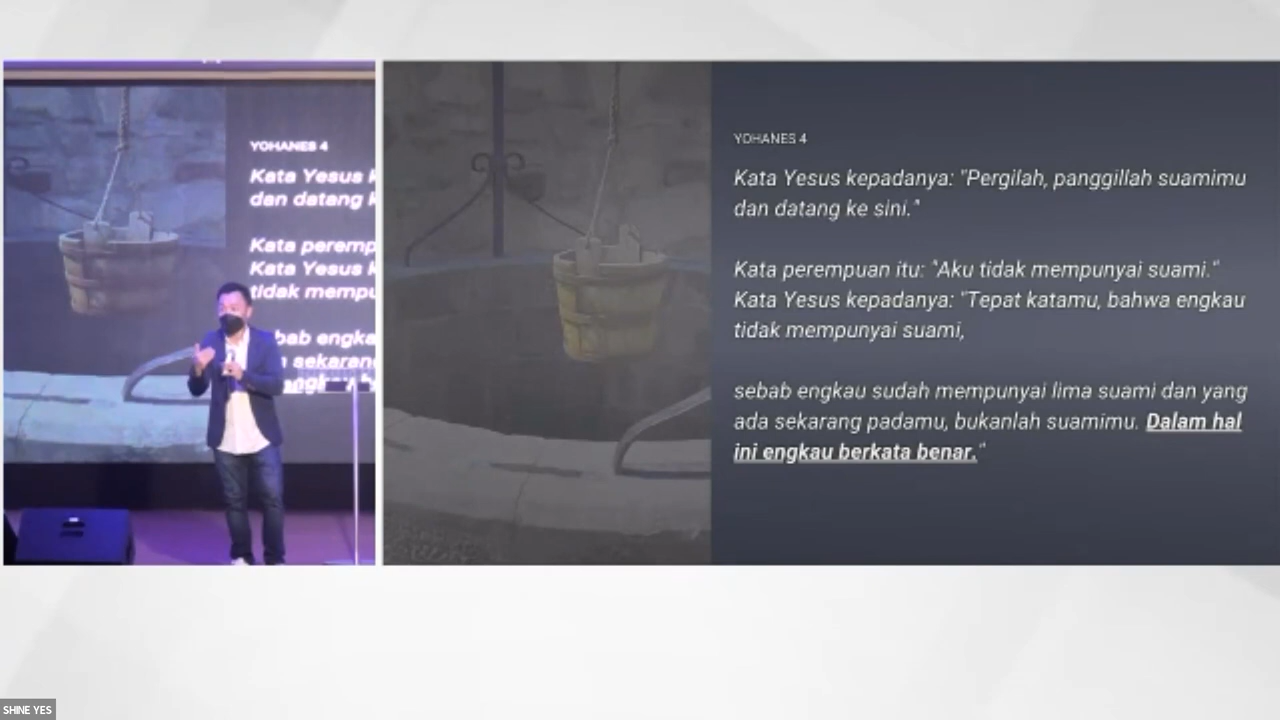 YOHANES 4
Kata Yesus k
dan datang k
Kata peremp
Kata Yesus k
tidak mempu
bab engka
sekaran
YOHANES 4
Kata Yesus kepadanya: "Pergilah, panggillah suamimu
dan datang ke sini."
Kata perempuan itu: "Aku tidak mempunyai suami."
Kata Yesus kepadanya: "Tepat katamu, bahwa engkau
tidak mempunyai suami,
sebab engkau sudah mempunyai lima suami dan yang
ada sekarang padamu, bukanlah suamimu. Dalam hal
ini engkau berkata benar."
SHINE YES